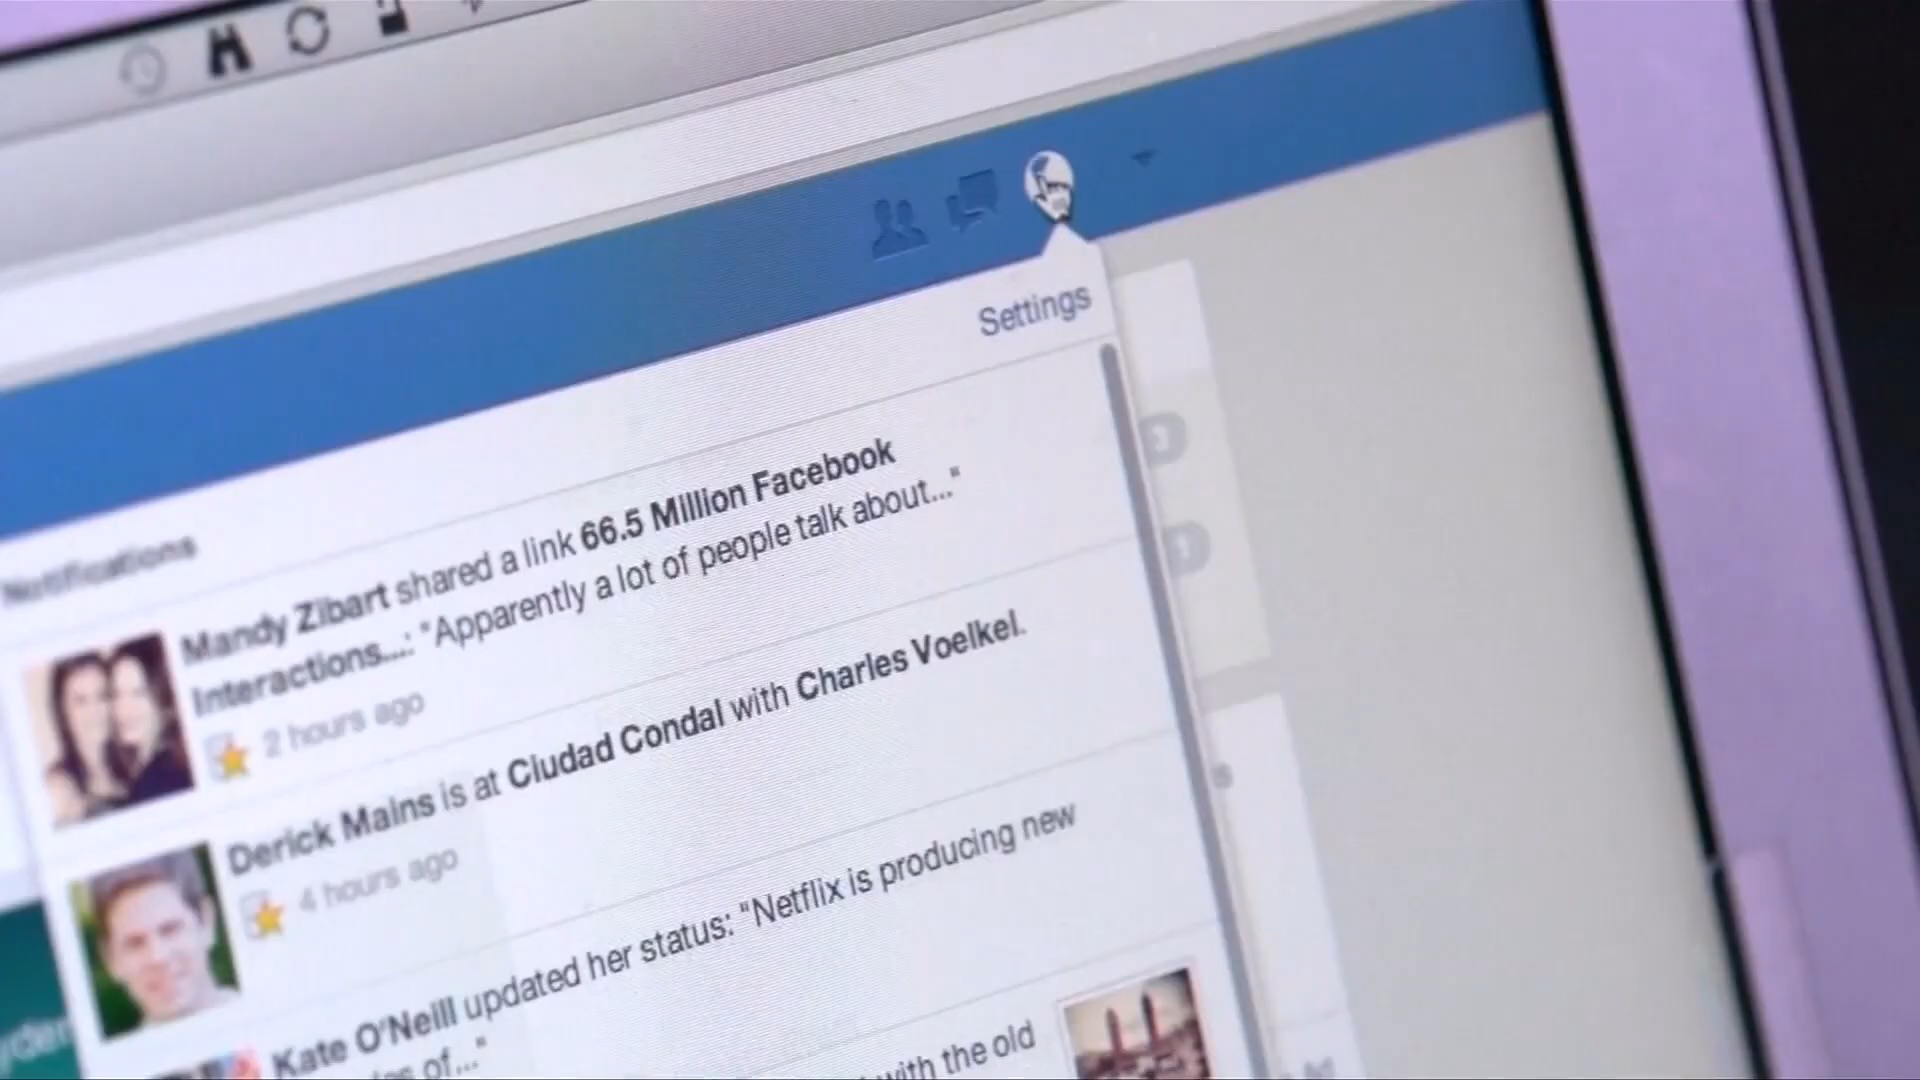 Settings
Notifications
Mandy Zibart shared a link 66.5 Million Facebook
Interactions...: "Apparently a lot of people talk about..."
2 hours ago
Derick Mains is at Ciudad Condal with Charles Voelkel.
4 hours ago
Kate O'Neill updated her status: "Netflix is producing new
of..."
with the old